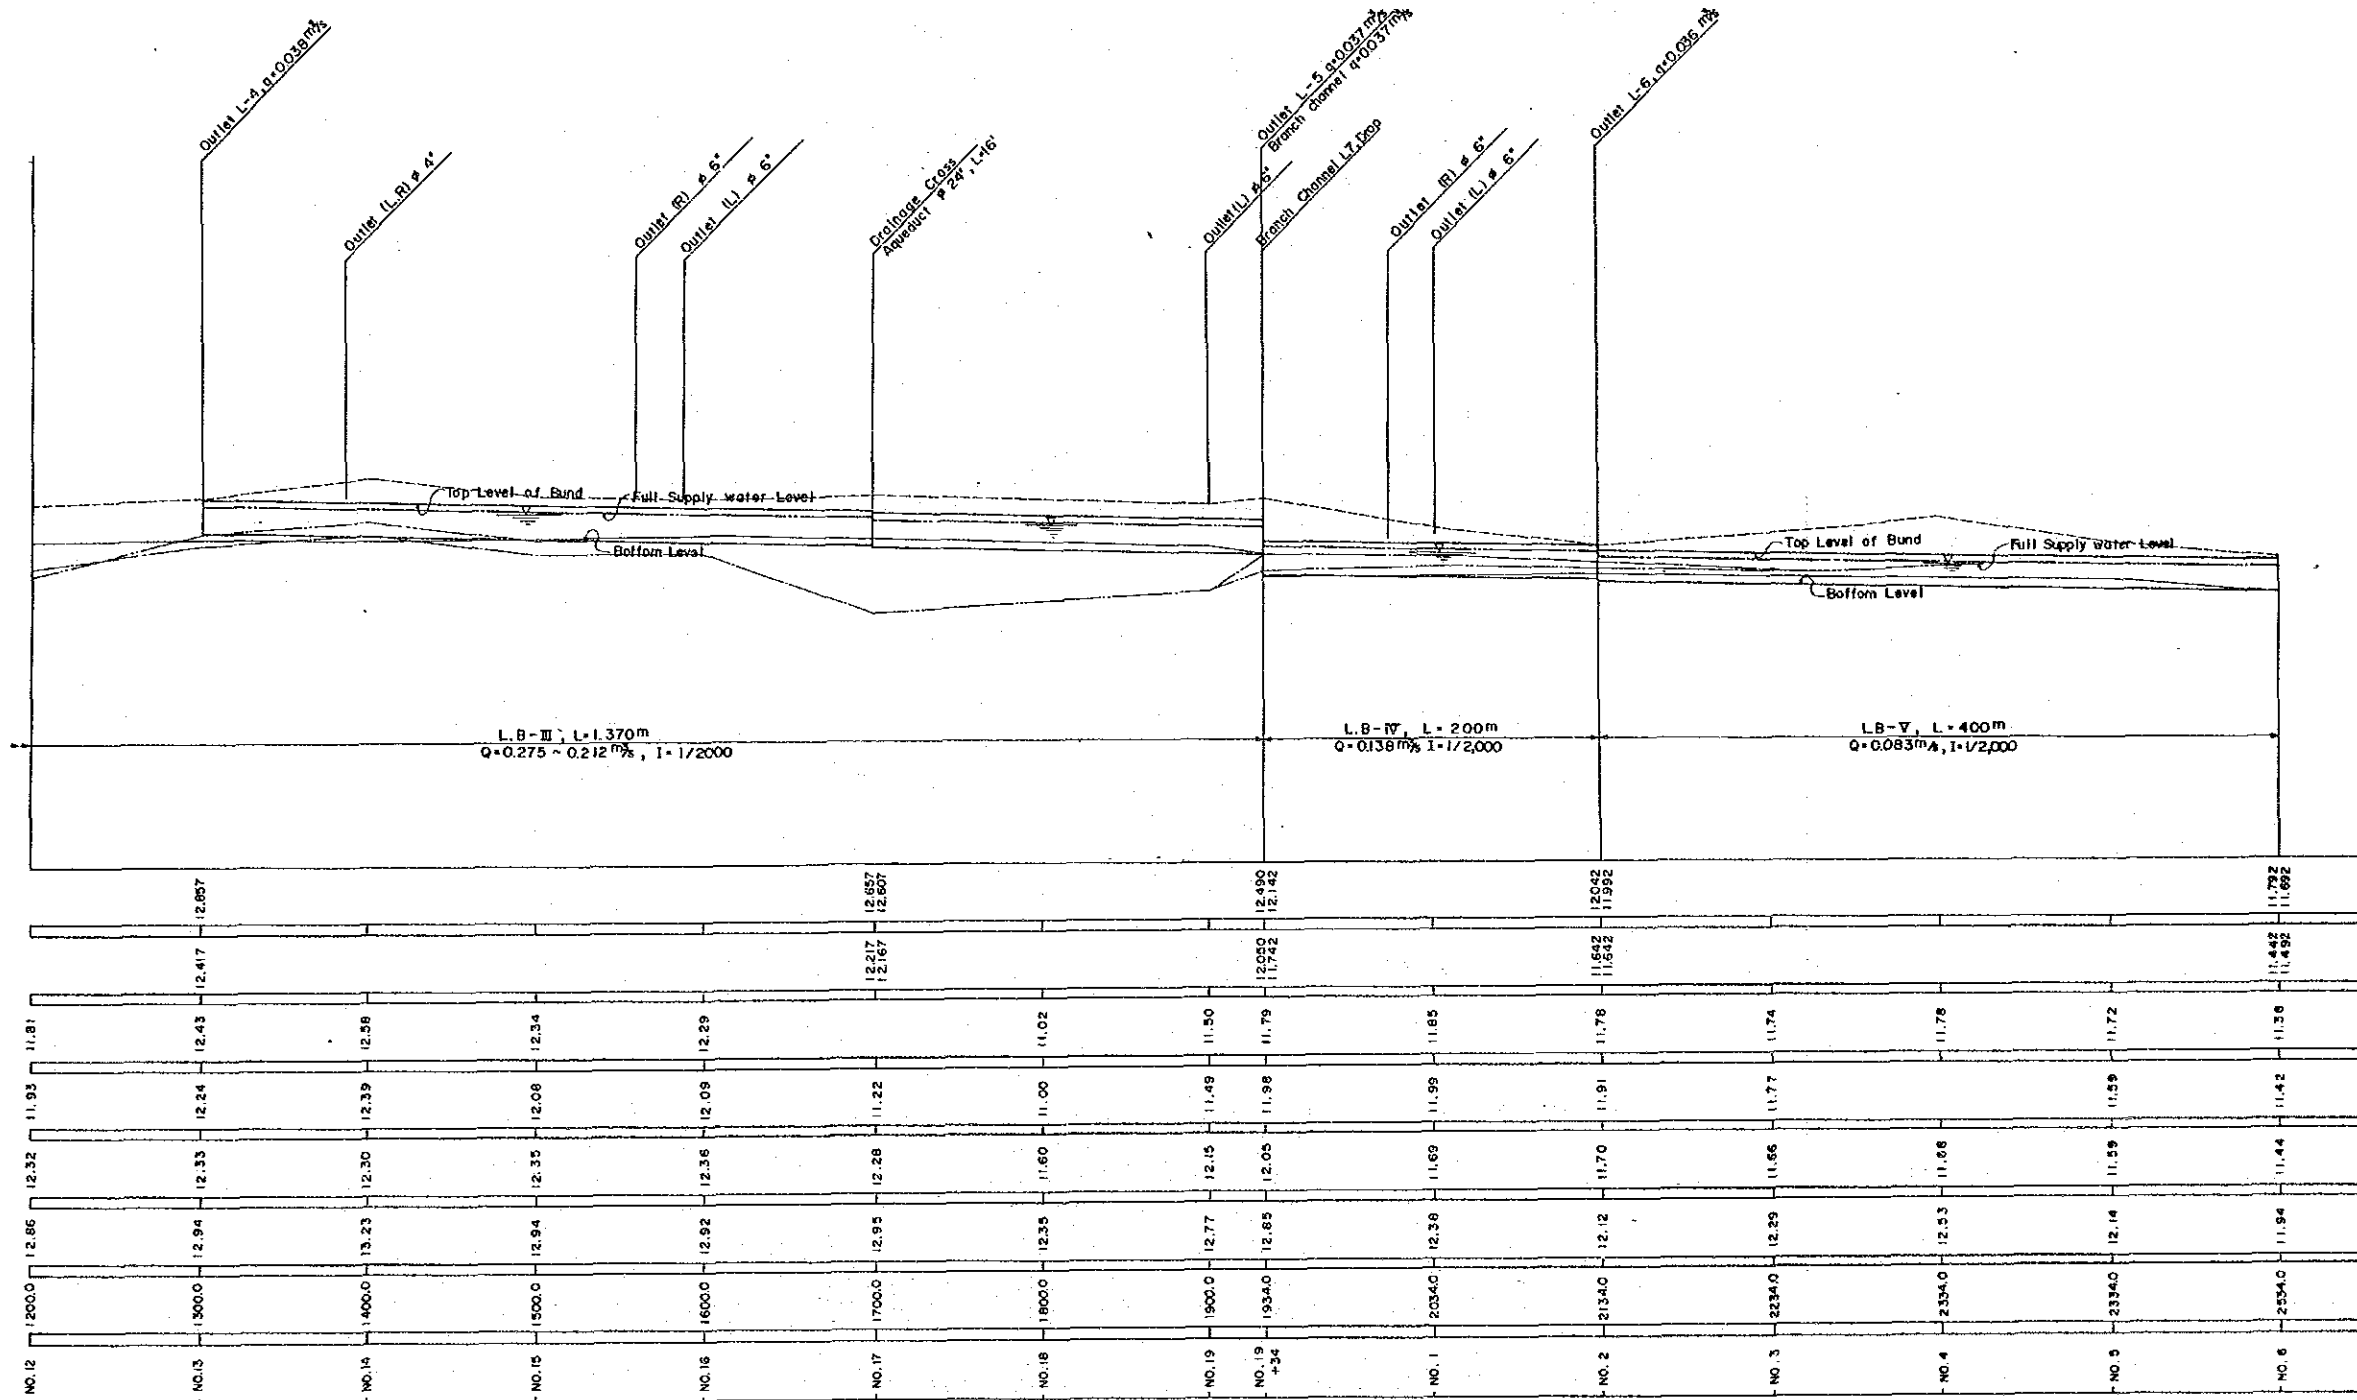 Outlet L-4, q=0.038 m³/s
Outlet (L.R) ø 4"
Outlet (R) ø 6"
Outlet (L) ø 6"
Drainage Cross
Aqueduct ø 24", L=16'
Outlet (L) ø 6"
Outlet L-5 q=0.037 m³/s
Branch channel q=0.037 m³/s
Branch Channel L7, Drop
Outlet (R) ø 6"
Outlet (L) ø 6"
Outlet L-6, q=0.036 m³/s
Top Level of Bund
Full Supply water Level
Bottom Level
Top Level of Bund
Full Supply water Level
Bottom Level
L.B-III, L=1.370m
Q=0.275 ~ 0.212 m³/s, I=1/2000
L.B-IV, L=200m
Q=0.138 m³/s I=1/2,000
L.B-V, L=400m
Q=0.083 m³/s, I=1/2,000
12.857 12.657 12.607 12.490 12.142 12.042 11.992 11.792 11.692
12.417 12.217 12.167 12.050 11.742 11.642 11.642 11.442 11.492
11.81 12.43 12.58 12.34 12.29 11.02 11.50 11.79 11.85 11.78 11.74 11.78 11.72 11.38
11.93 12.24 12.39 12.08 12.09 11.22 11.00 11.49 11.98 11.99 11.91 11.77 11.59 11.42
12.32 12.33 12.30 12.35 12.36 12.28 11.60 12.15 12.05 11.69 11.70 11.66 11.68 11.59 11.44
12.86 12.94 13.23 12.94 12.92 12.95 12.35 12.77 12.85 12.38 12.12 12.29 12.53 12.14 11.94
1200.0 1300.0 1400.0 1500.0 1600.0 1700.0 1800.0 1900.0 1934.0 2034.0 2134.0 2234.0 2334.0 2334.0 2534.0
NO.12 NO.13 NO.14 NO.15 NO.16 NO.17 NO.18 NO.19 NO.19 +34 NO.1 NO.2 NO.3 NO.4 NO.5 NO.6